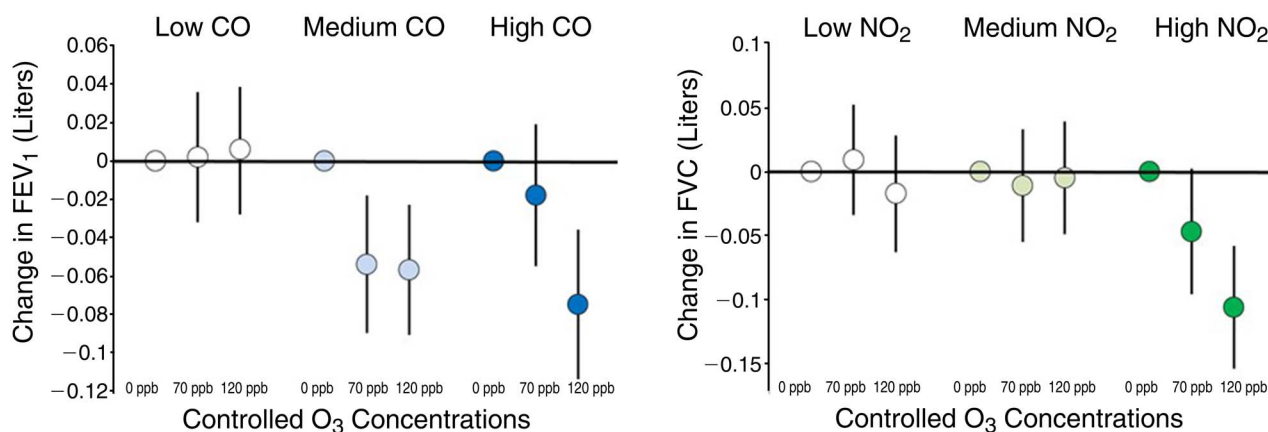 Low CO Medium CO High CO
0.06
0.04
0.02
0
−0.02
−0.04
−0.06
−0.08
−0.1
−0.12
Change in FEV1 (Liters)
0 ppb 70 ppb 120 ppb 0 ppb 70 ppb 120 ppb 0 ppb 70 ppb 120 ppb
Controlled O3 Concentrations
Low NO2 Medium NO2 High NO2
0.1
0.05
0
−0.05
−0.1
−0.15
Change in FVC (Liters)
0 ppb 70 ppb 120 ppb 0 ppb 70 ppb 120 ppb 0 ppb 70 ppb 120 ppb
Controlled O3 Concentrations